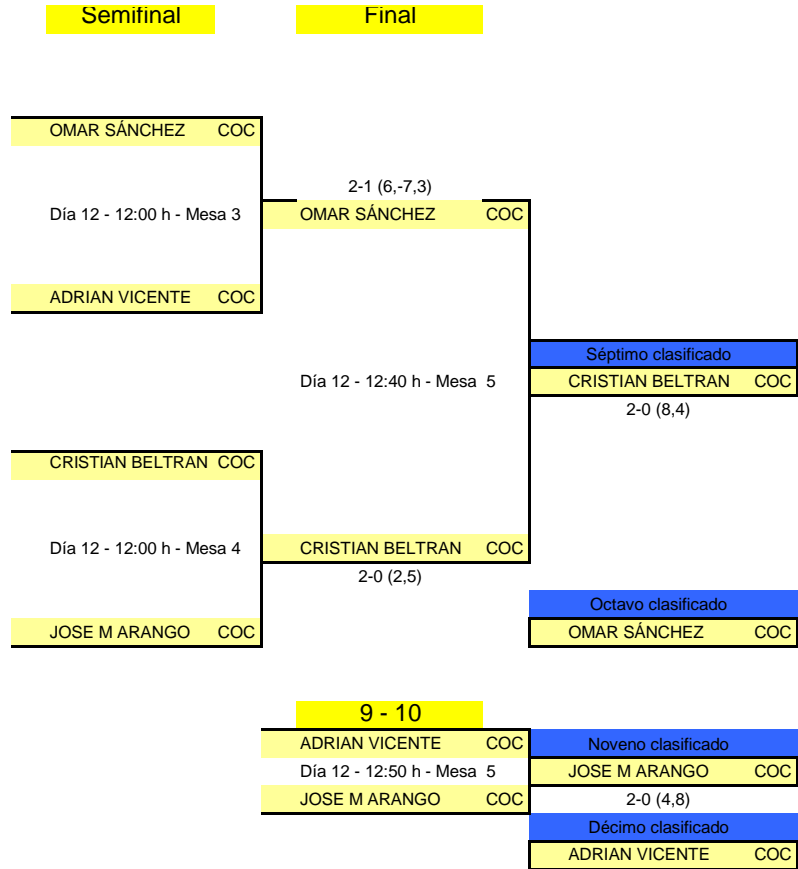 Semifinal Final
OMAR SÁNCHEZ COC
2-1 (6,-7,3)
Día 12 - 12:00 h - Mesa 3 OMAR SÁNCHEZ COC
ADRIAN VICENTE COC
Séptimo clasificado
Día 12 - 12:40 h - Mesa 5 CRISTIAN BELTRAN COC
2-0 (8,4)
CRISTIAN BELTRAN COC
Día 12 - 12:00 h - Mesa 4 CRISTIAN BELTRAN COC
2-0 (2,5)
Octavo clasificado
JOSE M ARANGO COC OMAR SÁNCHEZ COC
9 - 10
ADRIAN VICENTE COC Noveno clasificado
Día 12 - 12:50 h - Mesa 5 JOSE M ARANGO COC
JOSE M ARANGO COC 2-0 (4,8)
Décimo clasificado
ADRIAN VICENTE COC